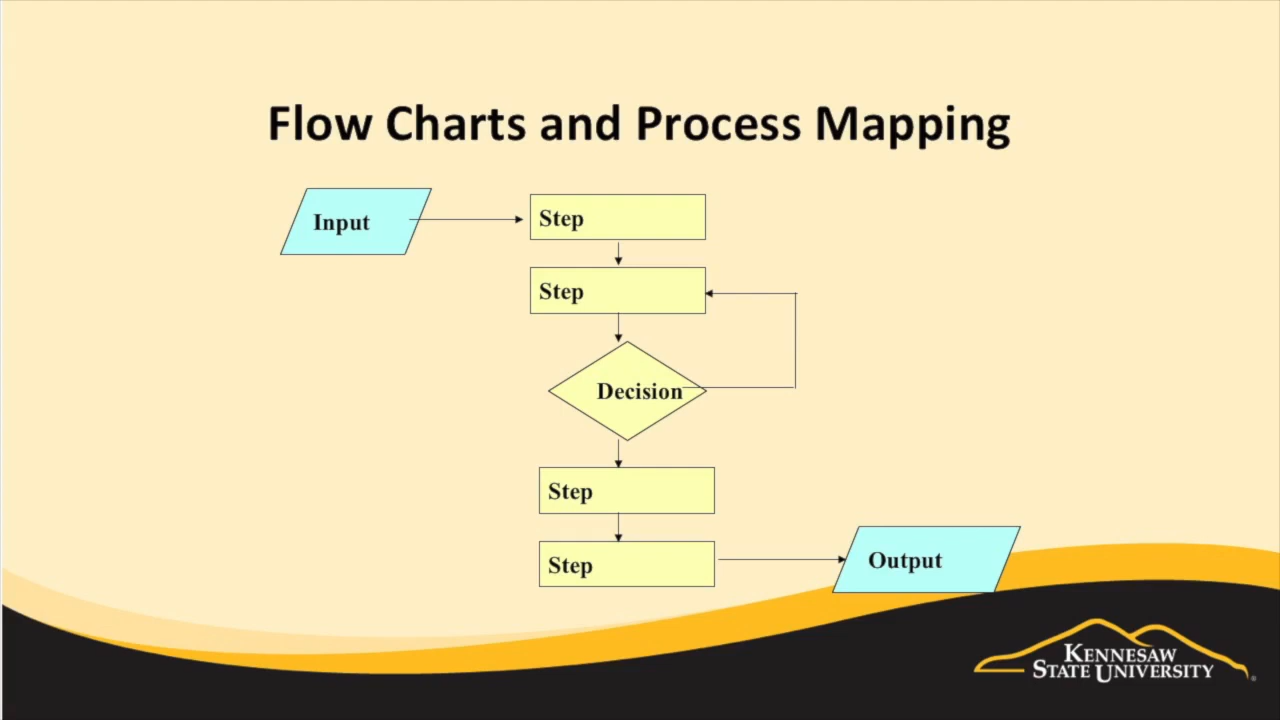 Flow Charts and Process Mapping
Input
Step
Step
Decision
Step
Step
Output
KENNESAW
STATE UNIVERSITY